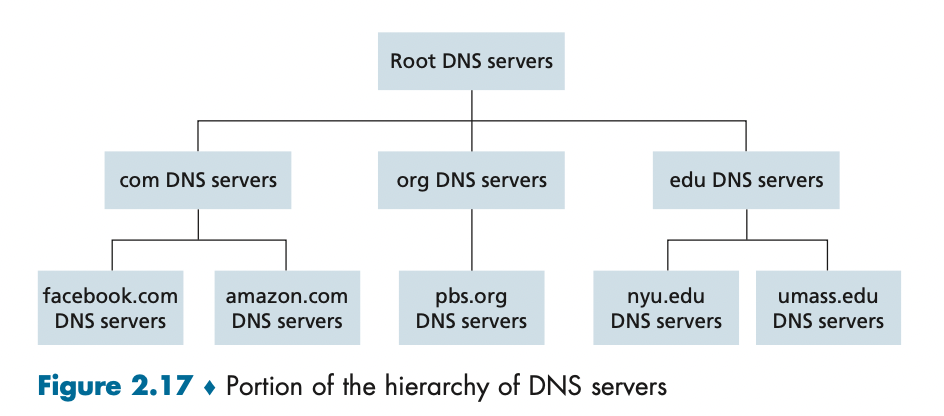 Root DNS servers
com DNS servers
org DNS servers
edu DNS servers
facebook.com
DNS servers
amazon.com
DNS servers
pbs.org
DNS servers
nyu.edu
DNS servers
umass.edu
DNS servers
Figure 2.17 ♦ Portion of the hierarchy of DNS servers